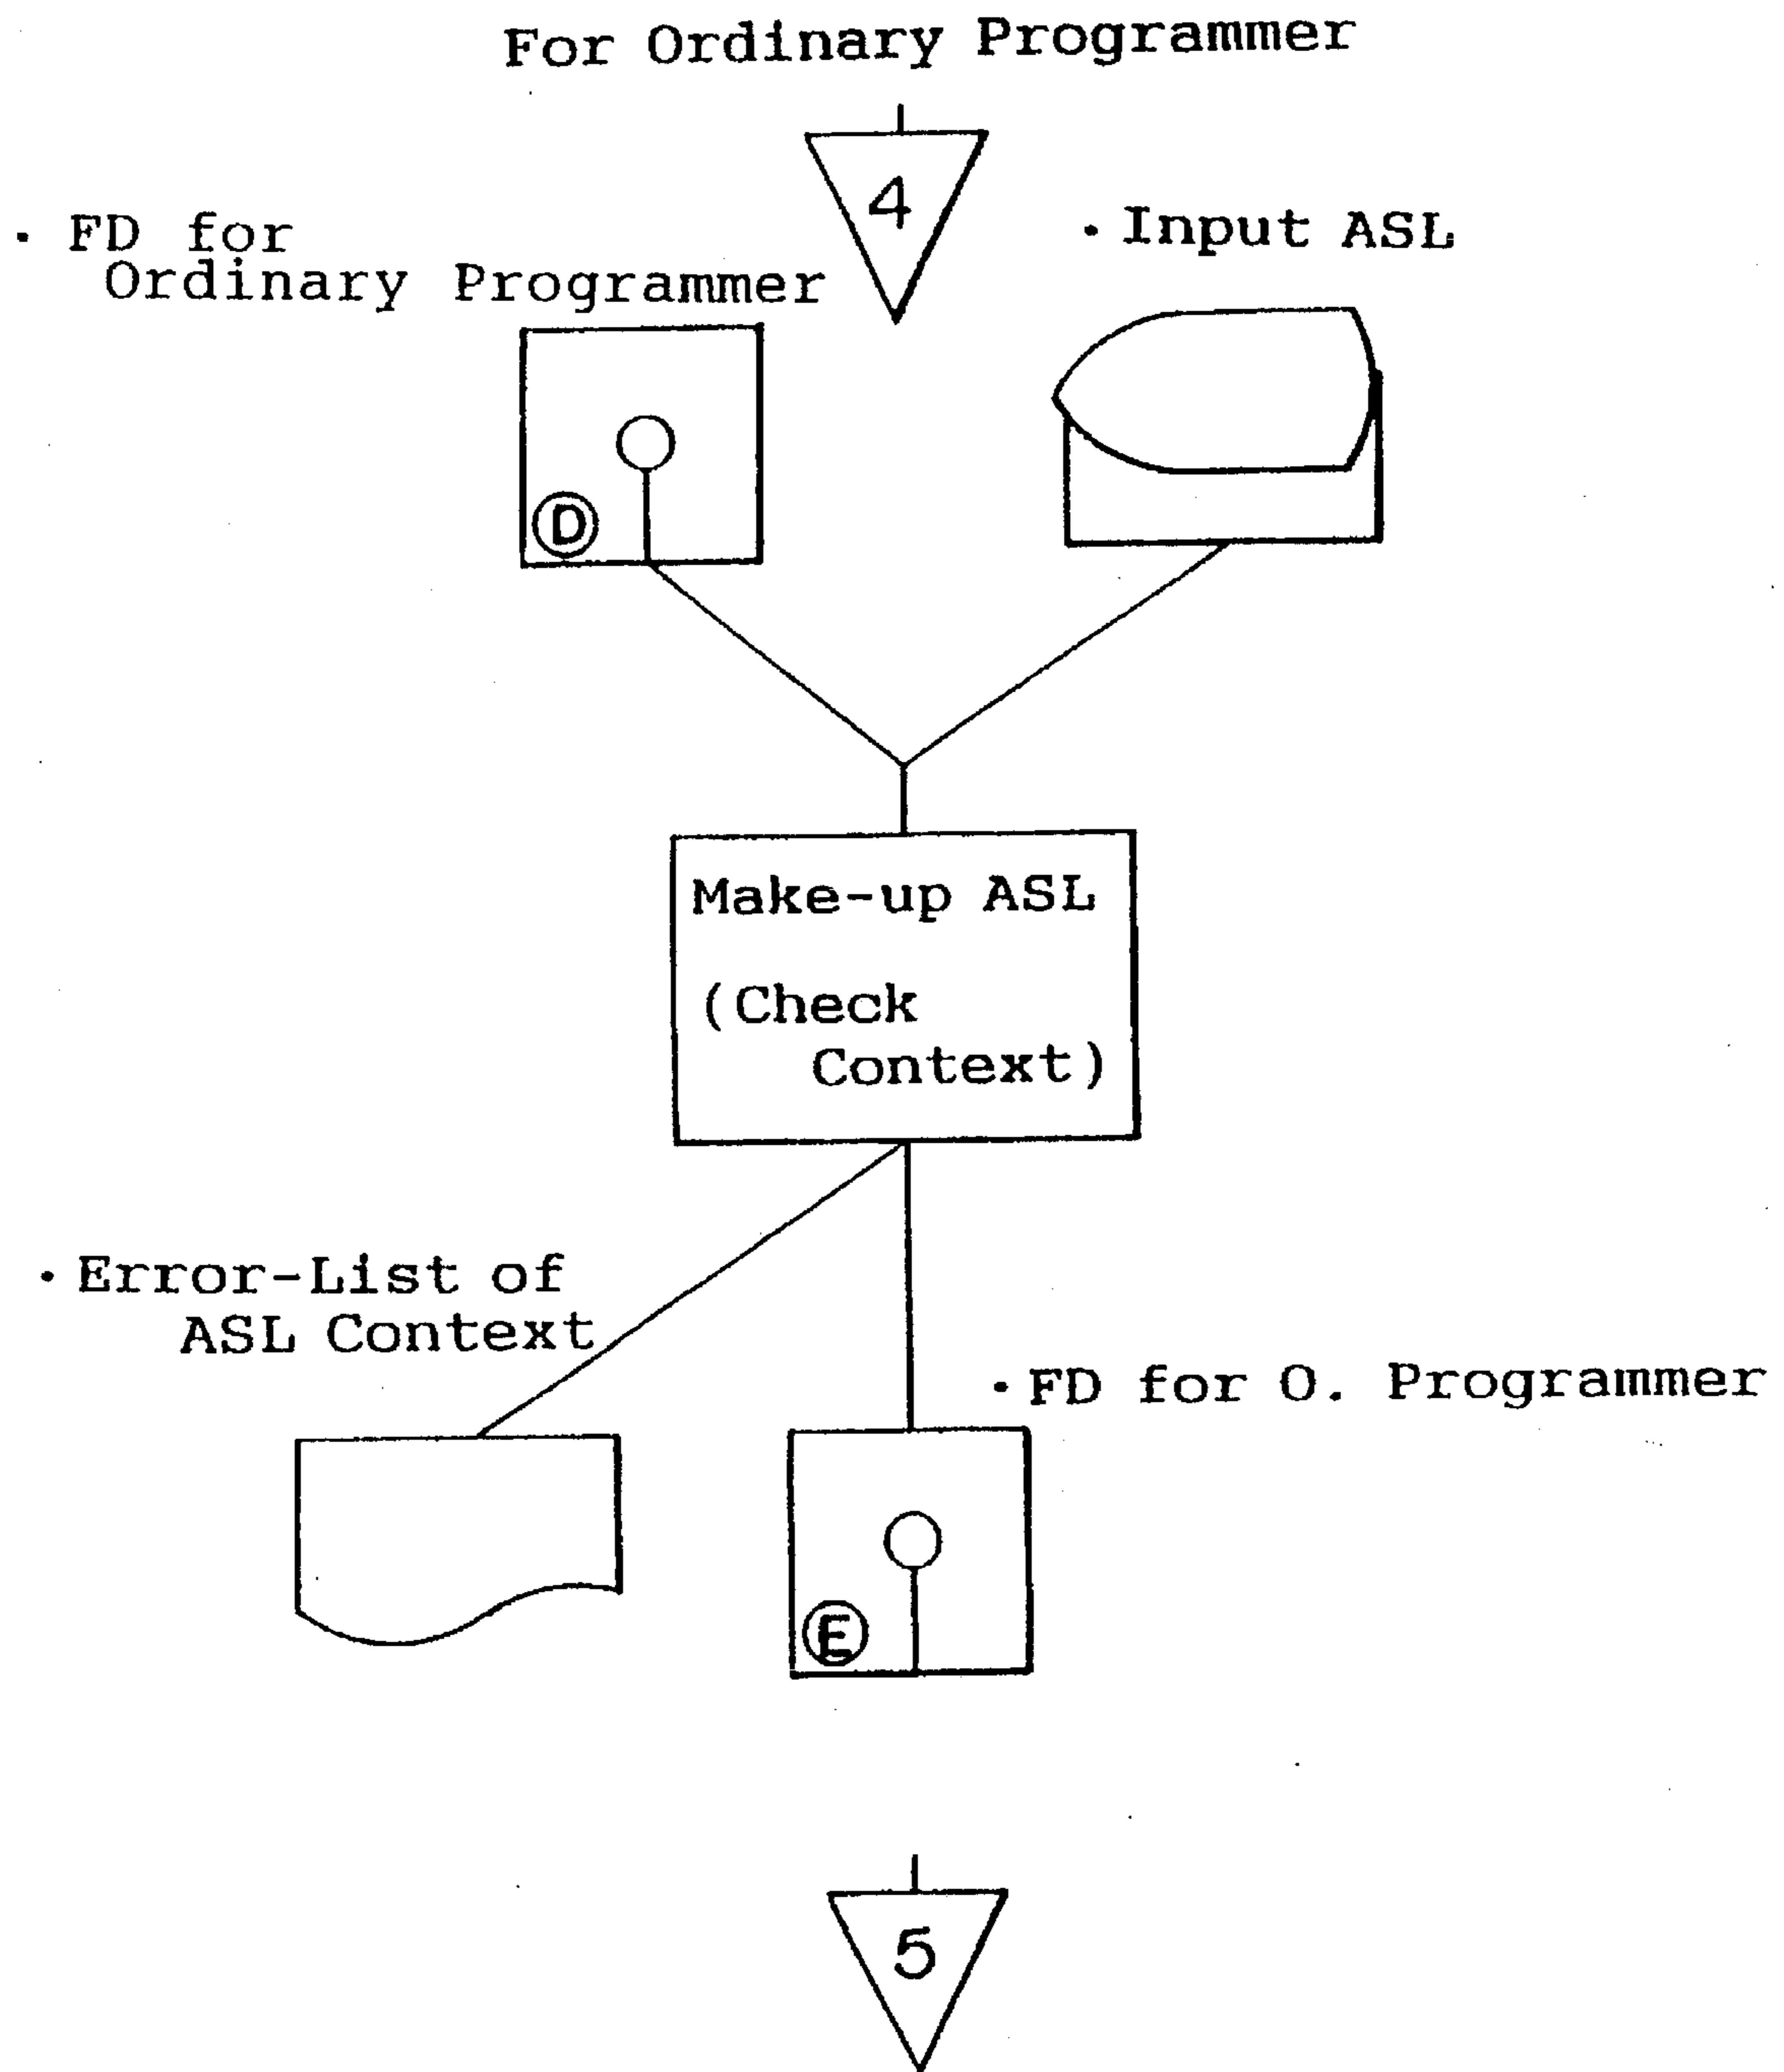 For Ordinary Programmer
4
· FD for
Ordinary Programmer
· Input ASL
D
Make-up ASL
(Check
Context)
· Error-List of
ASL Context
· FD for O. Programmer
E
5